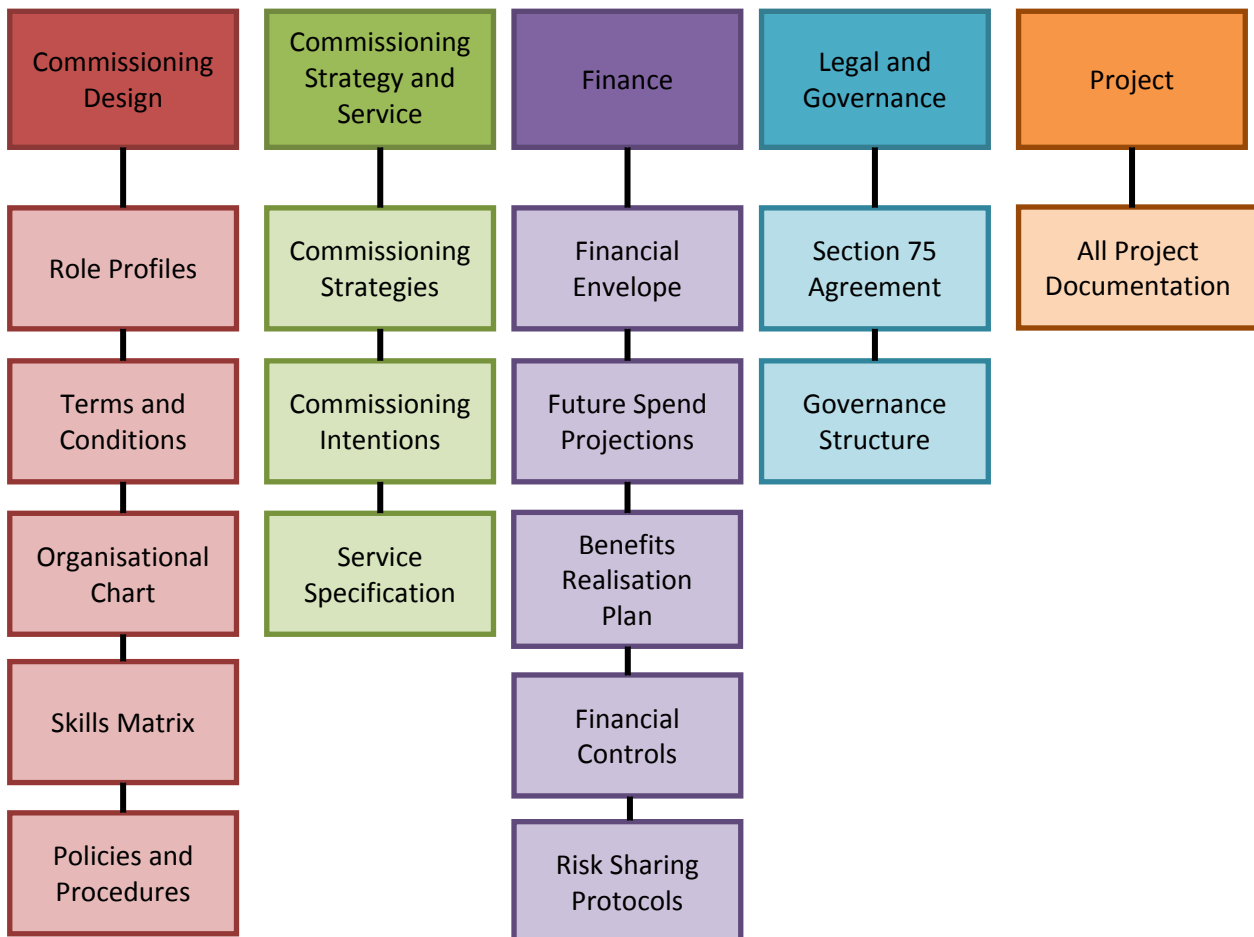 Commissioning
Design
Commissioning
Strategy and
Service
Finance
Legal and
Governance
Project
Role Profiles
Commissioning
Strategies
Financial
Envelope
Section 75
Agreement
All Project
Documentation
Terms and
Conditions
Commissioning
Intentions
Future Spend
Projections
Governance
Structure
Organisational
Chart
Service
Specification
Benefits
Realisation
Plan
Skills Matrix
Financial
Controls
Policies and
Procedures
Risk Sharing
Protocols